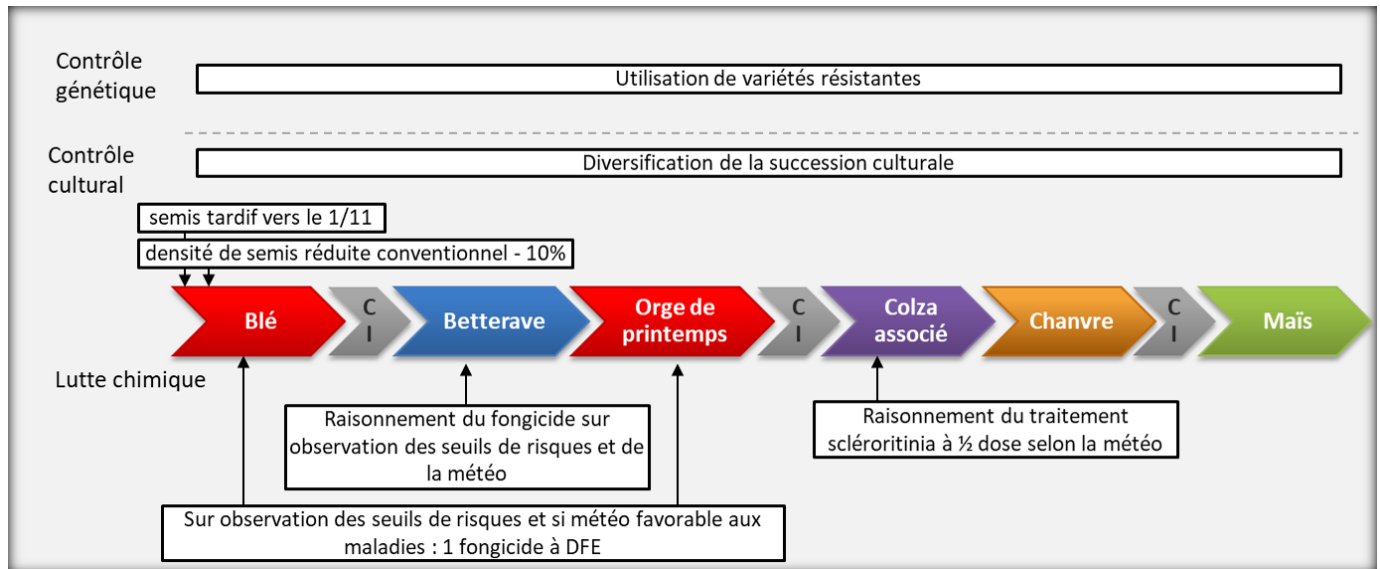 Contrôle
génétique
Utilisation de variétés résistantes
Contrôle
cultural
Diversification de la succession culturale
semis tardif vers le 1/11
densité de semis réduite conventionnel - 10%
Blé
C
I
Betterave
Orge de
printemps
C
I
Colza
associé
Chanvre
C
I
Maïs
Lutte chimique
Raisonnement du fongicide sur
observation des seuils de risques et de
la météo
Raisonnement du traitement
scléroritinia à ½ dose selon la météo
Sur observation des seuils de risques et si météo favorable aux
maladies : 1 fongicide à DFE